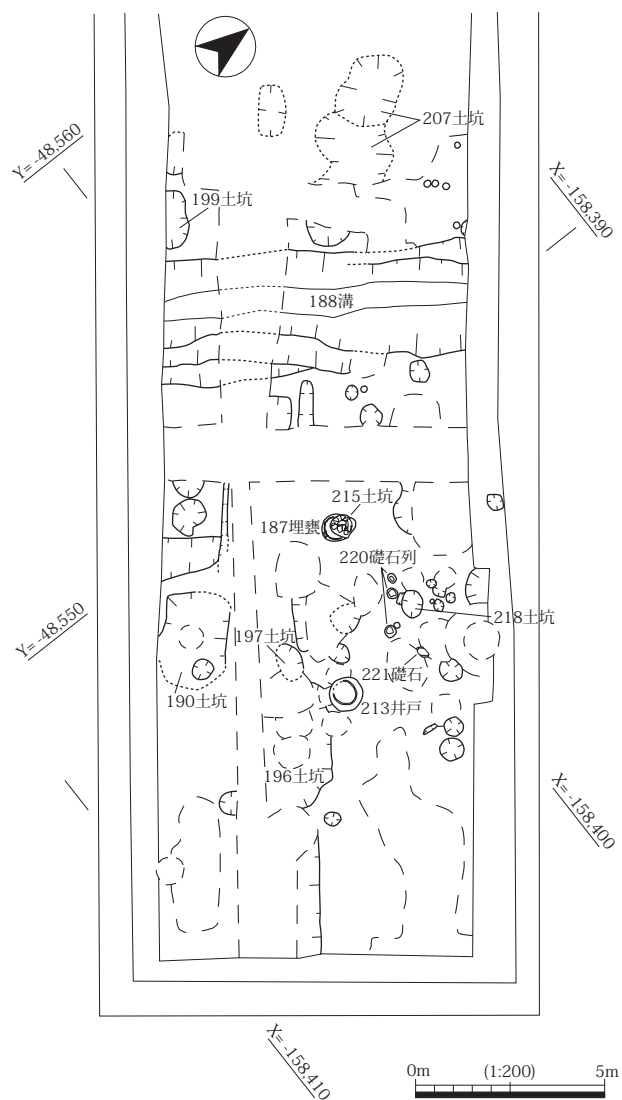 207土坑
Y= -48,560
X= -158,390
199土坑
188溝
215土坑
187埋甕
220礎石列
218土坑
Y= -48,550
197土坑
221礎石
190土坑
213井戸
196土坑
X= -158,400
X= -158,410
0m (1:200) 5m